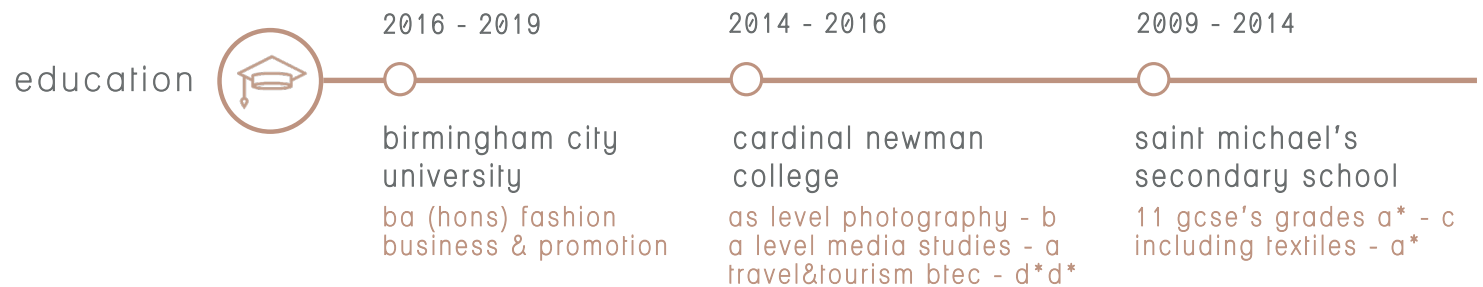 education
2016 - 2019
birmingham city
university
ba (hons) fashion
business & promotion
2014 - 2016
cardinal newman
college
as level photography - b
a level media studies - a
travel&tourism btec - d*d*
2009 - 2014
saint michael's
secondary school
11 gcse's grades a* - c
including textiles - a*